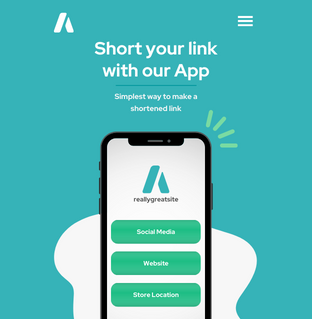 Short your link
with our App
Simplest way to make a
shortened link
reallygreatsite
Social Media
Website
Store Location